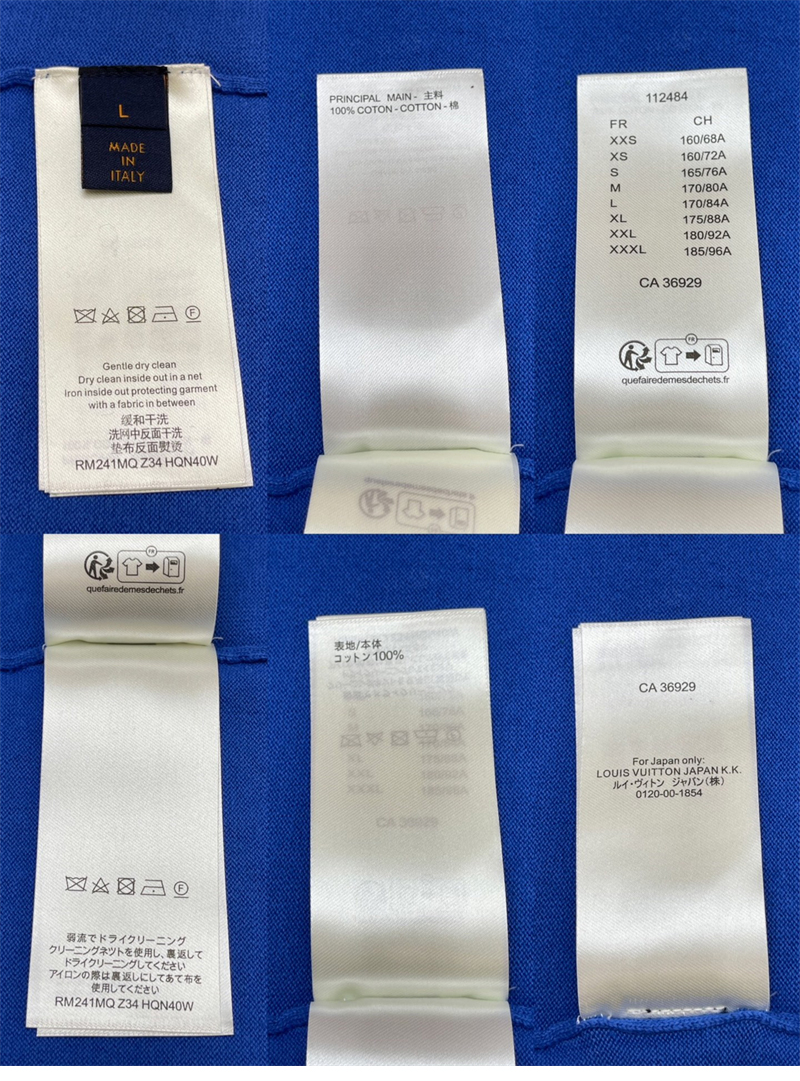 L
MADE
IN
ITALY
F
Gentle dry clean
Dry clean inside out in a net
Iron inside out protecting garment
with a fabric in between
缓和干洗
洗网中反面干洗
垫布反面熨烫
RM241MQ Z34 HQN40W
PRINCIPAL MAIN- 主料
100% COTON - COTTON - 棉
112484
FR CH
XXS 160/68A
XS 160/72A
S 165/76A
M 170/80A
L 170/84A
XL 175/88A
XXL 180/92A
XXXL 185/96A
CA 36929
FR
quefairedemesdechets.fr
FR
quefairedemesdechets.fr
F
弱流でドライクリーニング
クリーニングネットを使用し、裏返して
ドライクリーニングしてください
アイロンの際は裏返しにしてあて布を
使用してください
RM241MQ Z34 HQN40W
表地/本体
コットン 100%
CA 36929
For Japan only:
LOUIS VUITTON JAPAN K.K.
ルイ・ヴィトン ジャパン(株)
0120-00-1854